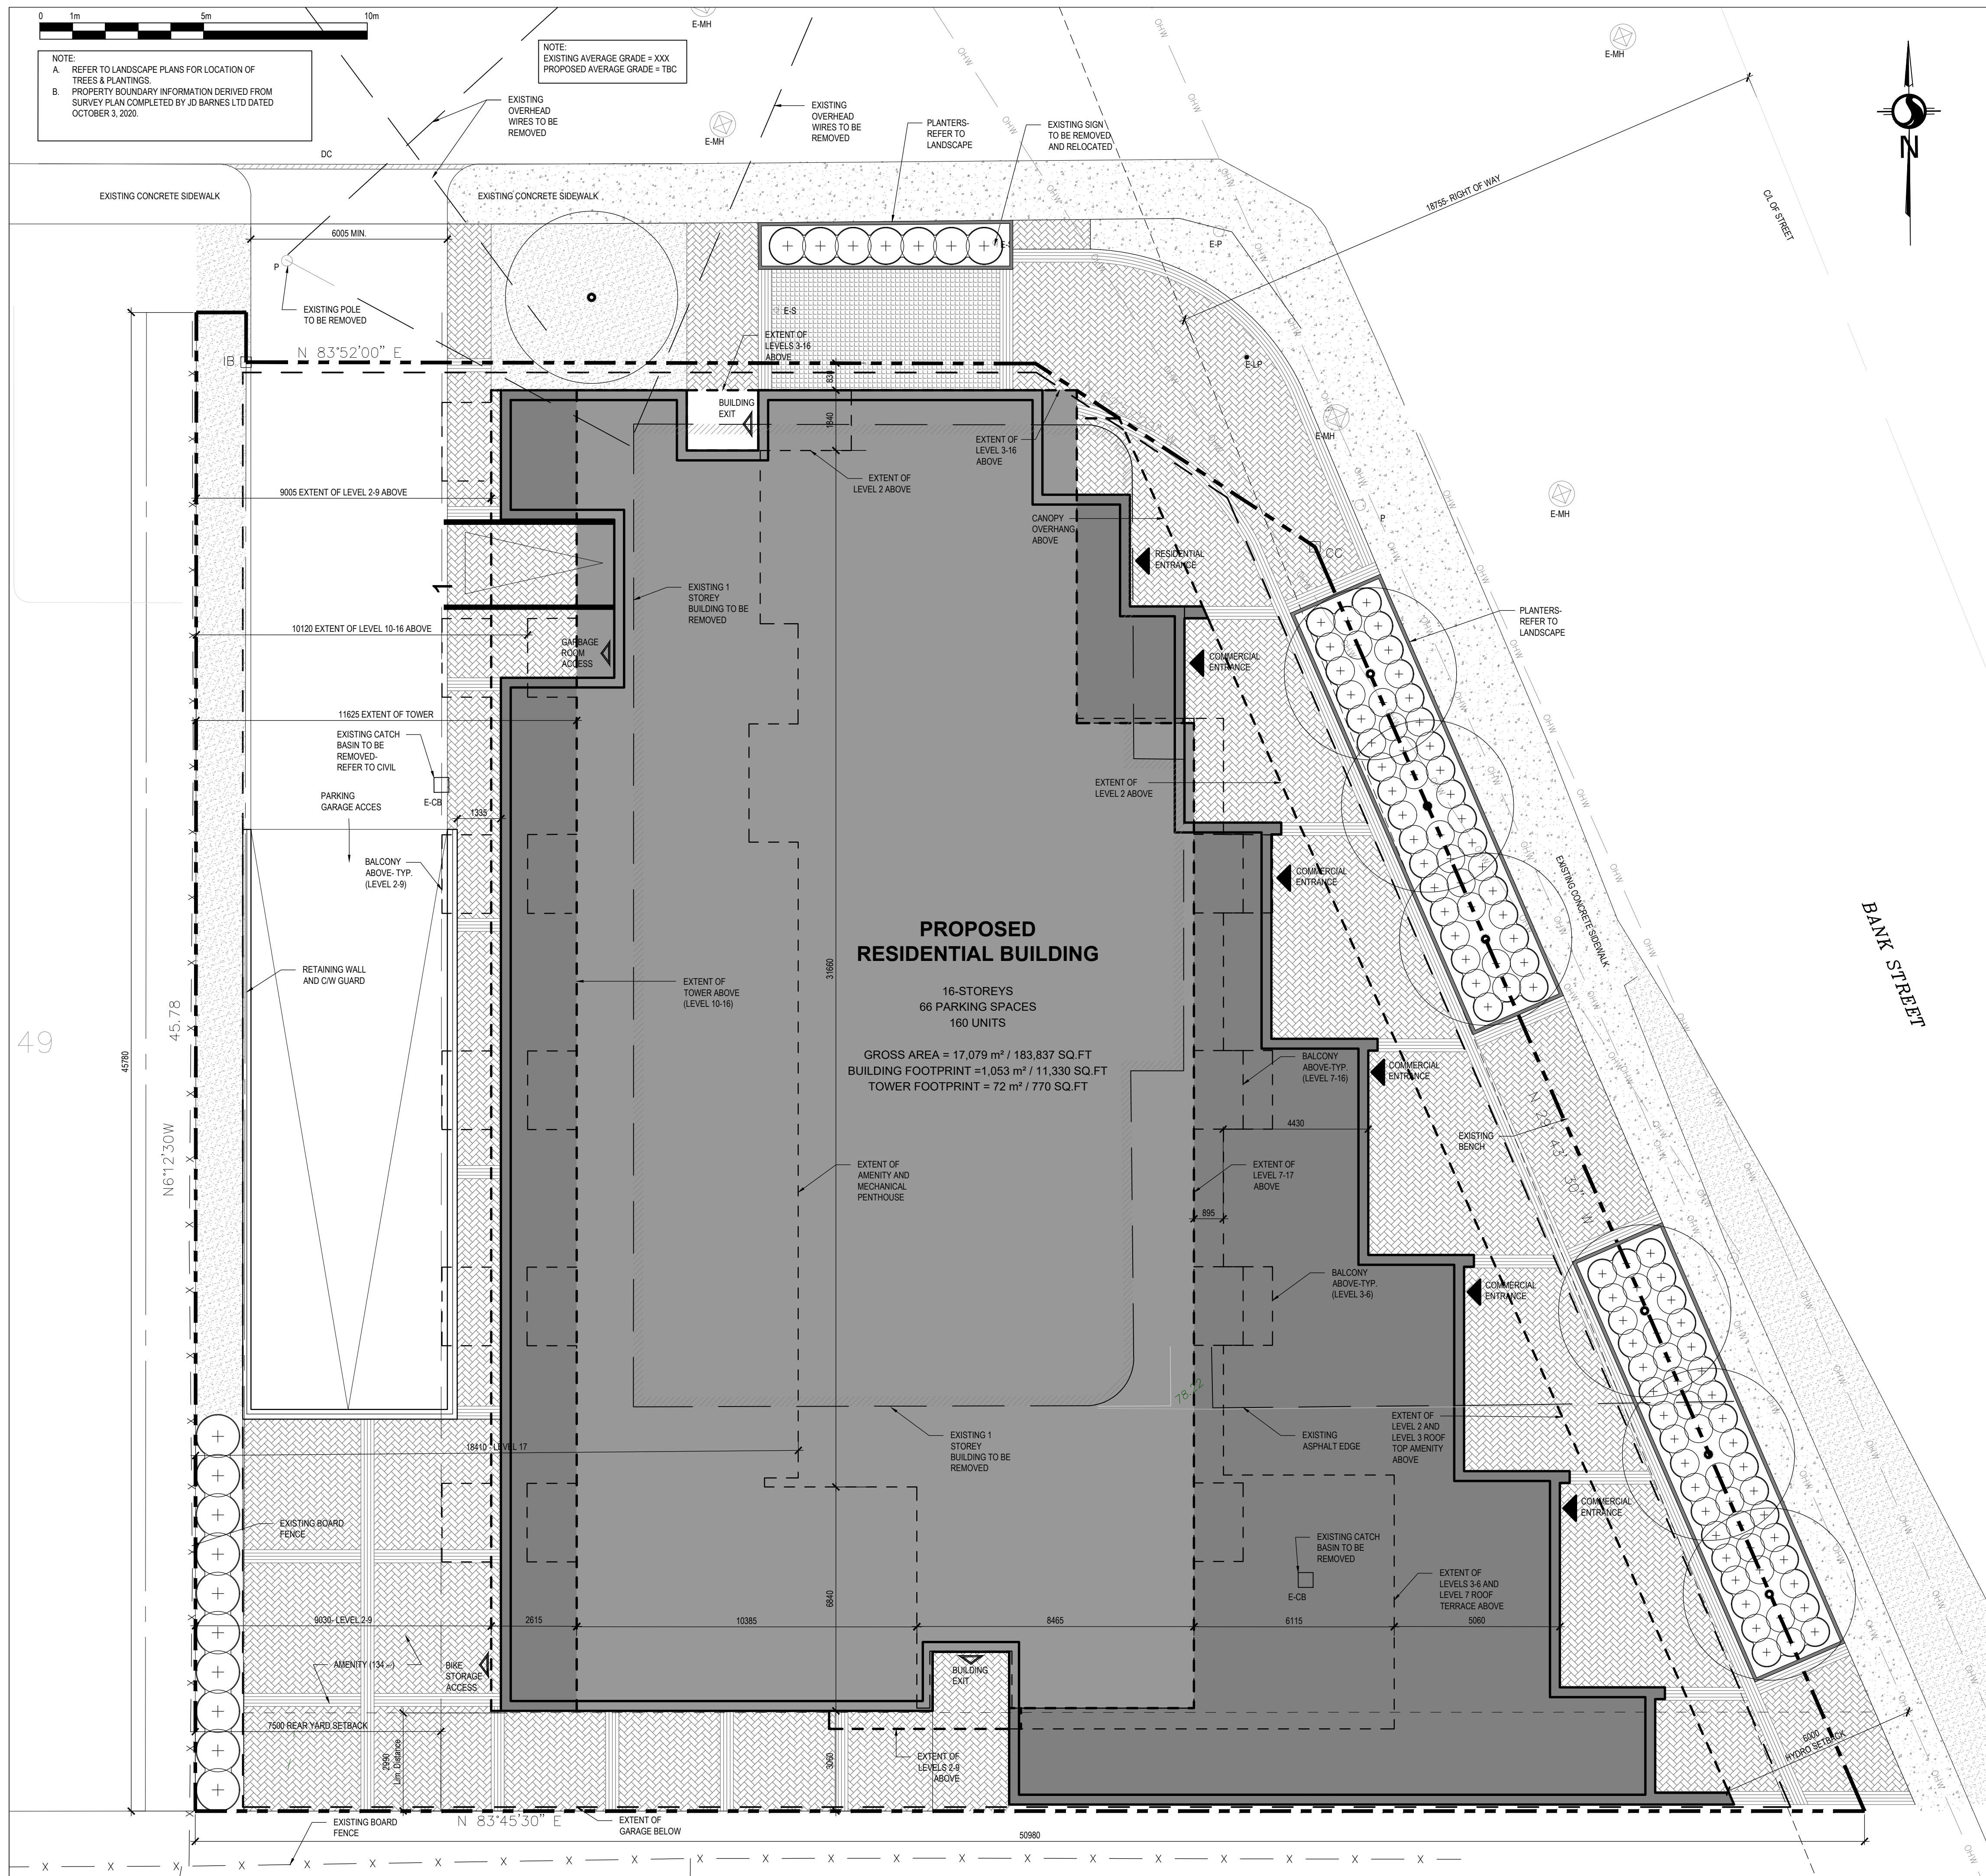 0 1m 5m 10m
NOTE:
A. REFER TO LANDSCAPE PLANS FOR LOCATION OF
TREES & PLANTINGS.
B. PROPERTY BOUNDARY INFORMATION DERIVED FROM
SURVEY PLAN COMPLETED BY JD BARNES LTD DATED
OCTOBER 3, 2020.
NOTE:
EXISTING AVERAGE GRADE = XXX
PROPOSED AVERAGE GRADE = TBC
E-MH
E-MH
E-MH
EXISTING
OVERHEAD
WIRES TO BE
REMOVED
EXISTING
OVERHEAD
WIRES TO BE
REMOVED
PLANTERS-
REFER TO
LANDSCAPE
EXISTING SIGN
TO BE REMOVED
AND RELOCATED
N
DC
EXISTING CONCRETE SIDEWALK
EXISTING CONCRETE SIDEWALK
18755- RIGHT OF WAY
C/L OF STREET
6005 MIN.
P
EXISTING POLE
TO BE REMOVED
E-S
E-P
E-LP
E-MH
E-MH
P
CC
IB
N 83°52'00" E
EXTENT OF
LEVELS 3-16
ABOVE
830
1840
BUILDING
EXIT
EXTENT OF
LEVEL 3-16
ABOVE
EXTENT OF
LEVEL 2 ABOVE
9005 EXTENT OF LEVEL 2-9 ABOVE
CANOPY
OVERHANG
ABOVE
RESIDENTIAL
ENTRANCE
1
EXISTING 1
STOREY
BUILDING TO BE
REMOVED
PLANTERS-
REFER TO
LANDSCAPE
10120 EXTENT OF LEVEL 10-16 ABOVE
GARBAGE
ROOM
ACCESS
COMMERCIAL
ENTRANCE
11625 EXTENT OF TOWER
EXISTING CATCH
BASIN TO BE
REMOVED-
REFER TO CIVIL
E-CB
PARKING
GARAGE ACCES
1335
EXTENT OF
LEVEL 2 ABOVE
BALCONY
ABOVE- TYP.
(LEVEL 2-9)
COMMERCIAL
ENTRANCE
EXISTING CONCRETE SIDEWALK
BANK STREET
PROPOSED
RESIDENTIAL BUILDING
16-STOREYS
66 PARKING SPACES
160 UNITS
GROSS AREA = 17,079 m² / 183,837 SQ.FT
BUILDING FOOTPRINT =1,053 m² / 11,330 SQ.FT
TOWER FOOTPRINT = 72 m² / 770 SQ.FT
31660
RETAINING WALL
AND C/W GUARD
EXTENT OF
TOWER ABOVE
(LEVEL 10-16)
49
45780
45.78
N6°12'30W
BALCONY
ABOVE-TYP.
(LEVEL 7-16)
COMMERCIAL
ENTRANCE
4430
EXISTING
BENCH
N 29° 43' 30" W
EXTENT OF
AMENITY AND
MECHANICAL
PENTHOUSE
EXTENT OF
LEVEL 7-17
ABOVE
895
BALCONY
ABOVE-TYP.
(LEVEL 3-6)
COMMERCIAL
ENTRANCE
EXTENT OF
LEVEL 2 AND
LEVEL 3 ROOF
TOP AMENITY
ABOVE
EXISTING
ASPHALT EDGE
EXISTING 1
STOREY
BUILDING TO BE
REMOVED
18410 - LEVEL 17
COMMERCIAL
ENTRANCE
EXISTING BOARD
FENCE
EXISTING CATCH
BASIN TO BE
REMOVED
E-CB
EXTENT OF
LEVELS 3-6 AND
LEVEL 7 ROOF
TERRACE ABOVE
6840
9030- LEVEL 2-9
2615
10385
8465
6115
5060
AMENITY (134 m²)
BIKE
STORAGE
ACCESS
BUILDING
EXIT
7500 REAR YARD SETBACK
2990
Lim. Distance
3060
EXTENT OF
LEVELS 2-9
ABOVE
6000
HYDRO SETBACK
EXISTING BOARD
FENCE
N 83°45'30" E
EXTENT OF
GARAGE BELOW
50980